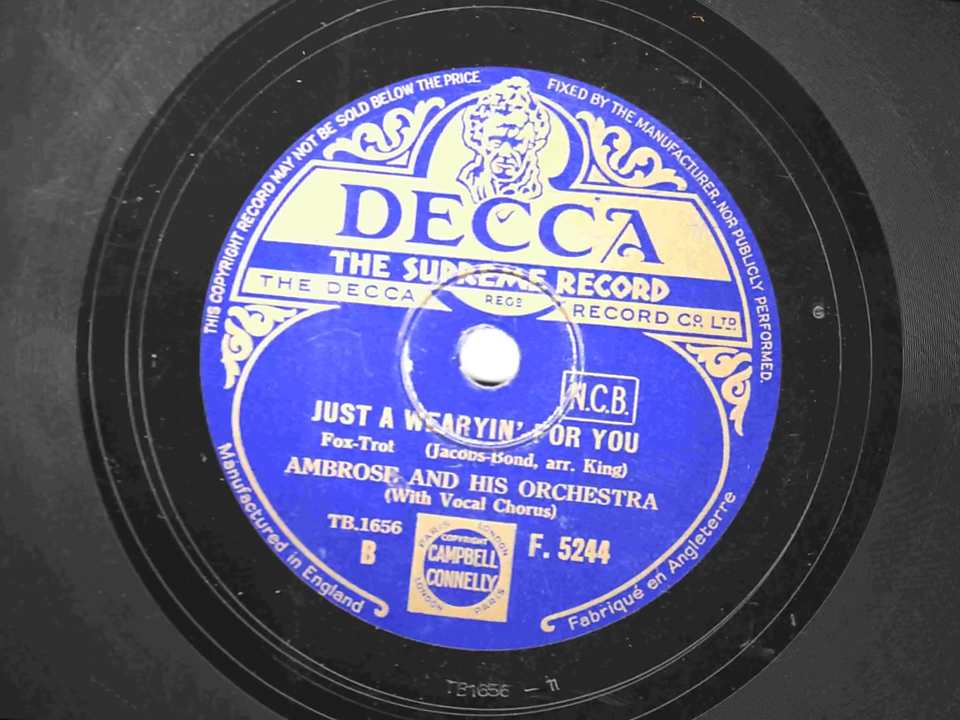 THIS COPYRIGHT RECORD MAY NOT BE SOLD BELOW THE PRICE
FIXED BY THE MANUFACTURER, NOR PUBLICLY PERFORMED.
DECCA
THE SUPREME RECORD
THE DECCA REGD RECORD CO. LTD.
N.C.B.
JUST A WEARYIN' FOR YOU
Fox-Trot (Jacobs-Bond, arr. King)
AMBROSE AND HIS ORCHESTRA
(With Vocal Chorus)
TB.1656
B
F. 5244
PARIS LONDON
COPYRIGHT
CAMPBELL
CONNELLY
LONDON PARIS
Manufactured in England
Fabriqué en Angleterre
TB1656 –